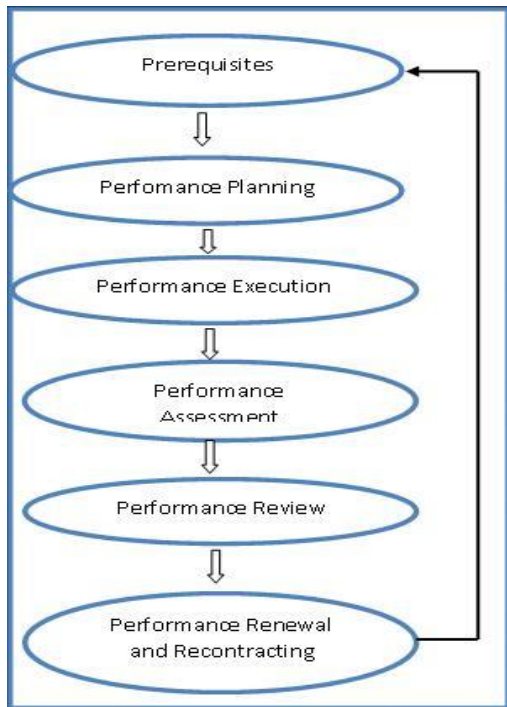 Prerequisites
Perfomance Planning
Performance Execution
Performance
Assessment
Performance Review
Performance Renewal
and Recontracting